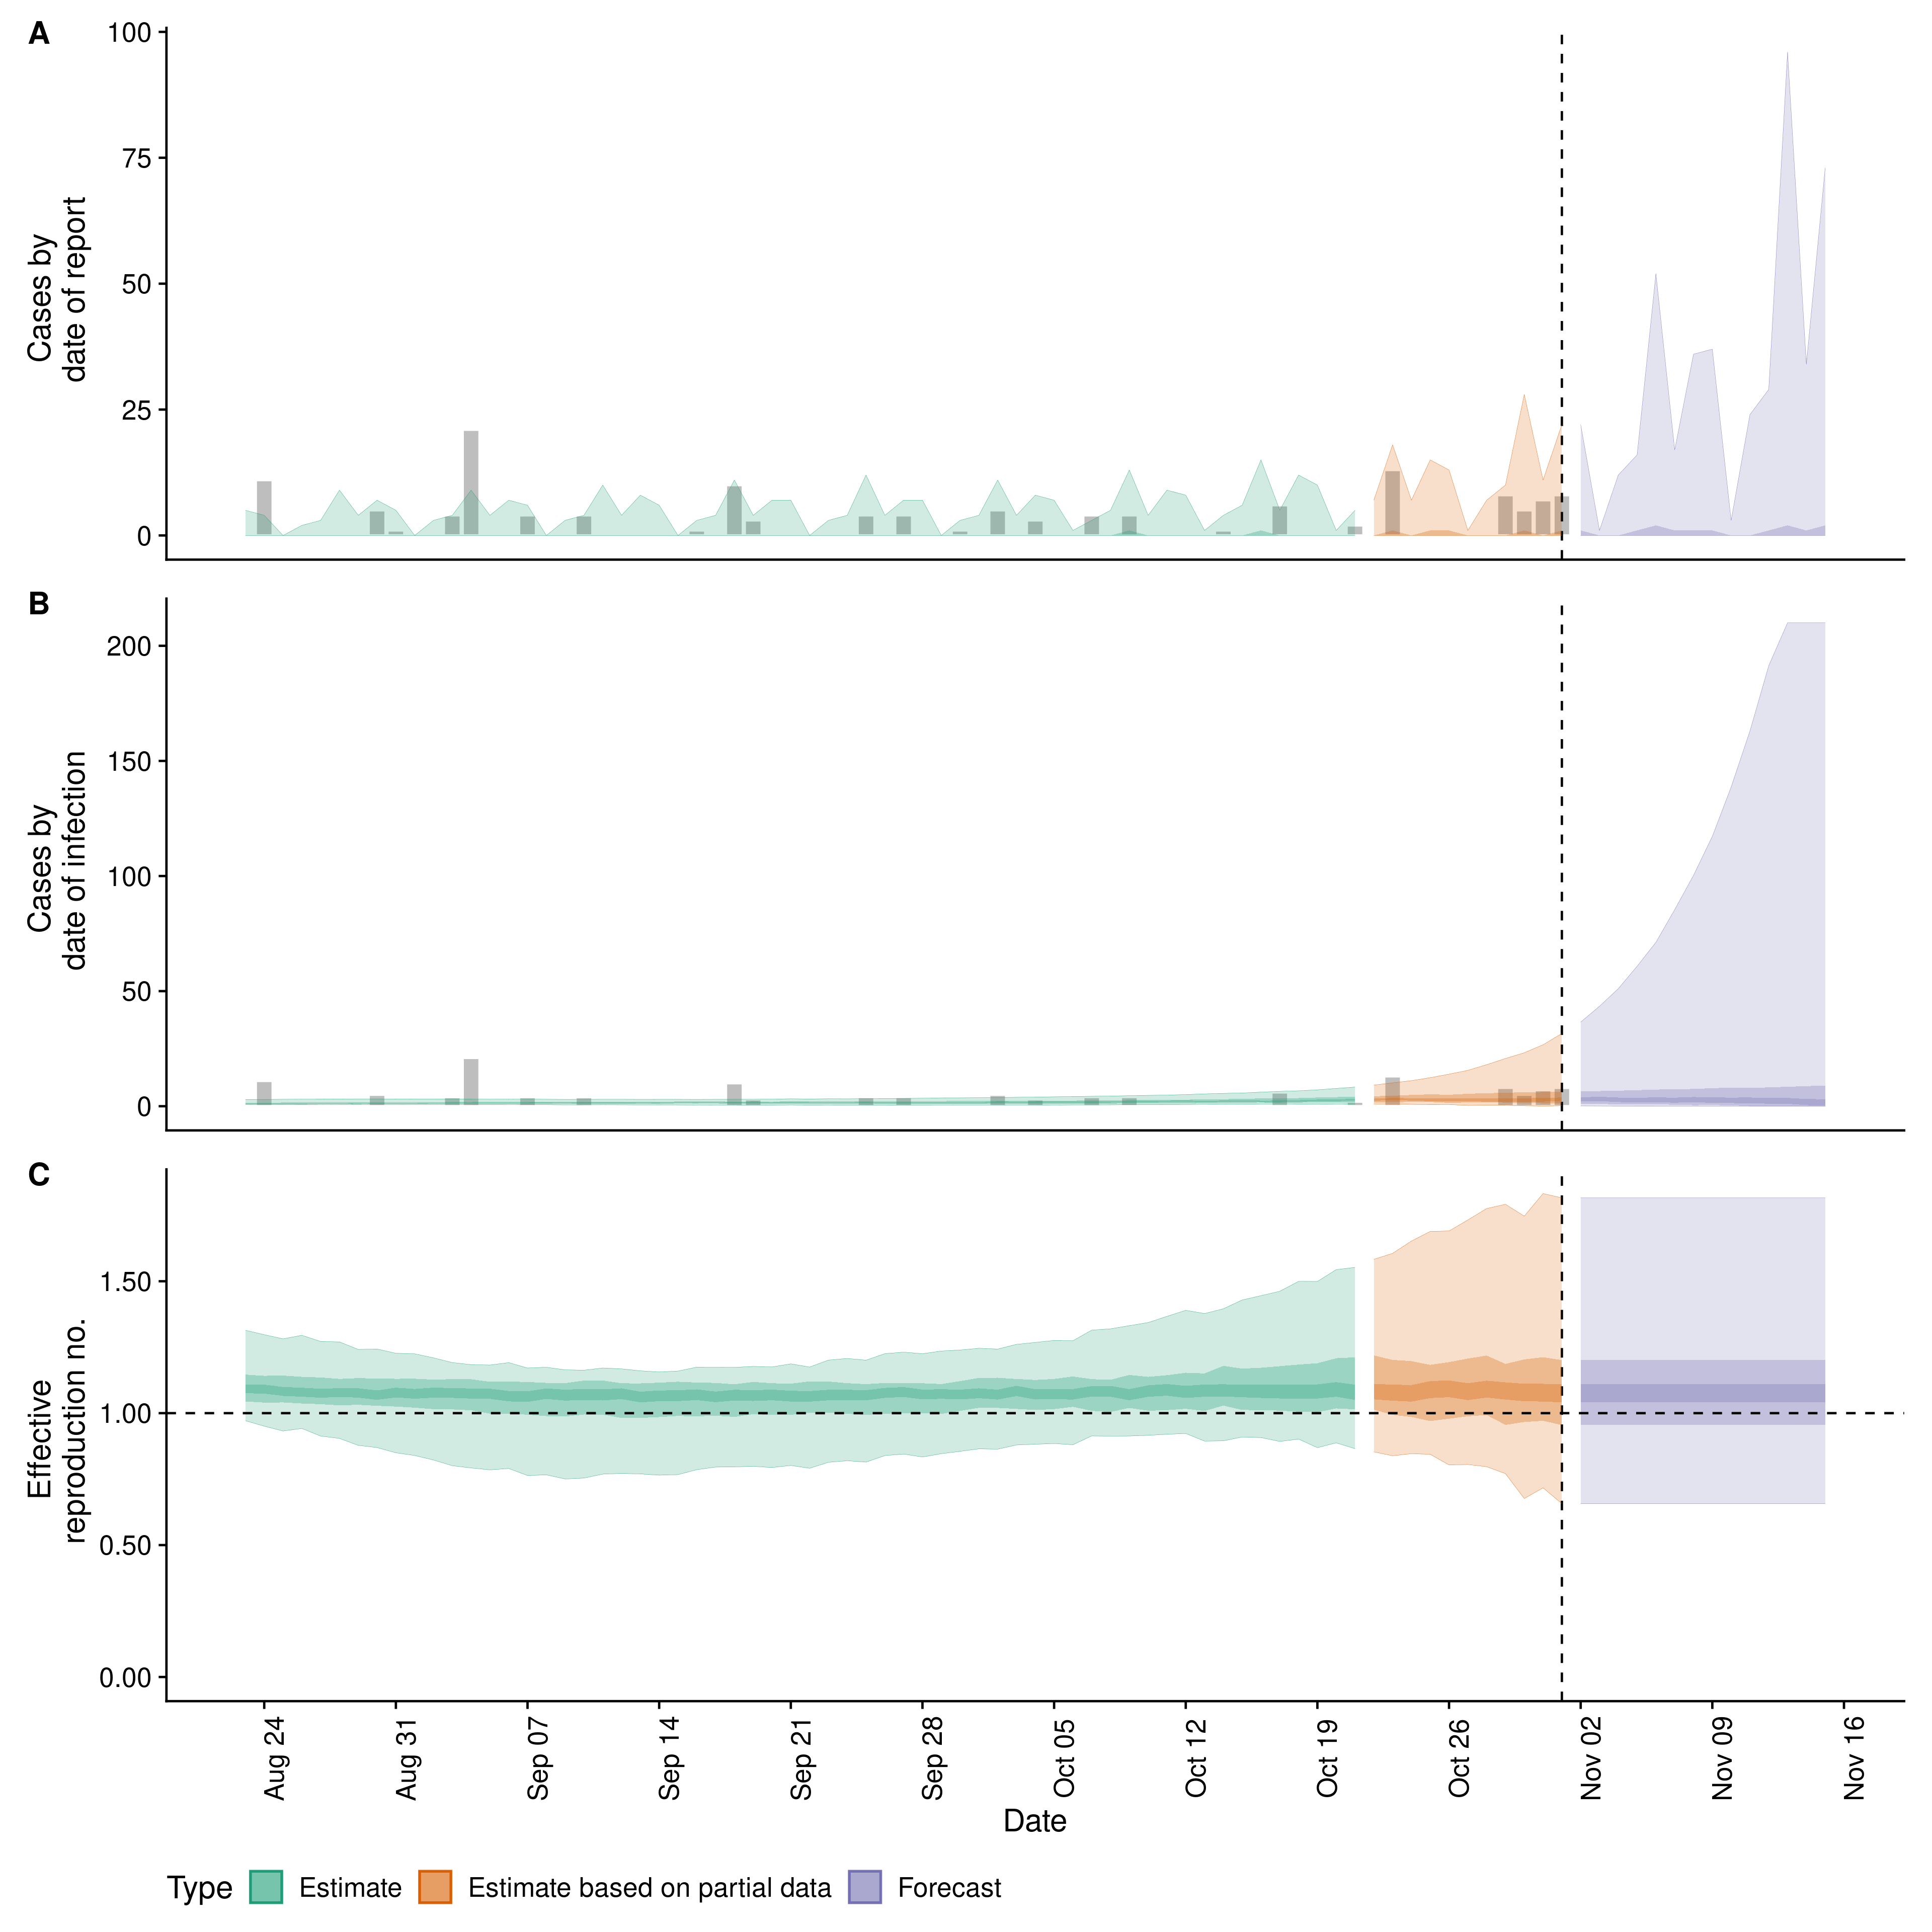 A
100
75
50
25
0
Cases by
date of report
B
200
150
100
50
0
Cases by
date of infection
C
1.50
1.00
0.50
0.00
Effective
reproduction no.
Aug 24
Aug 31
Sep 07
Sep 14
Sep 21
Sep 28
Oct 05
Oct 12
Oct 19
Oct 26
Nov 02
Nov 09
Nov 16
Date
Type Estimate Estimate based on partial data Forecast